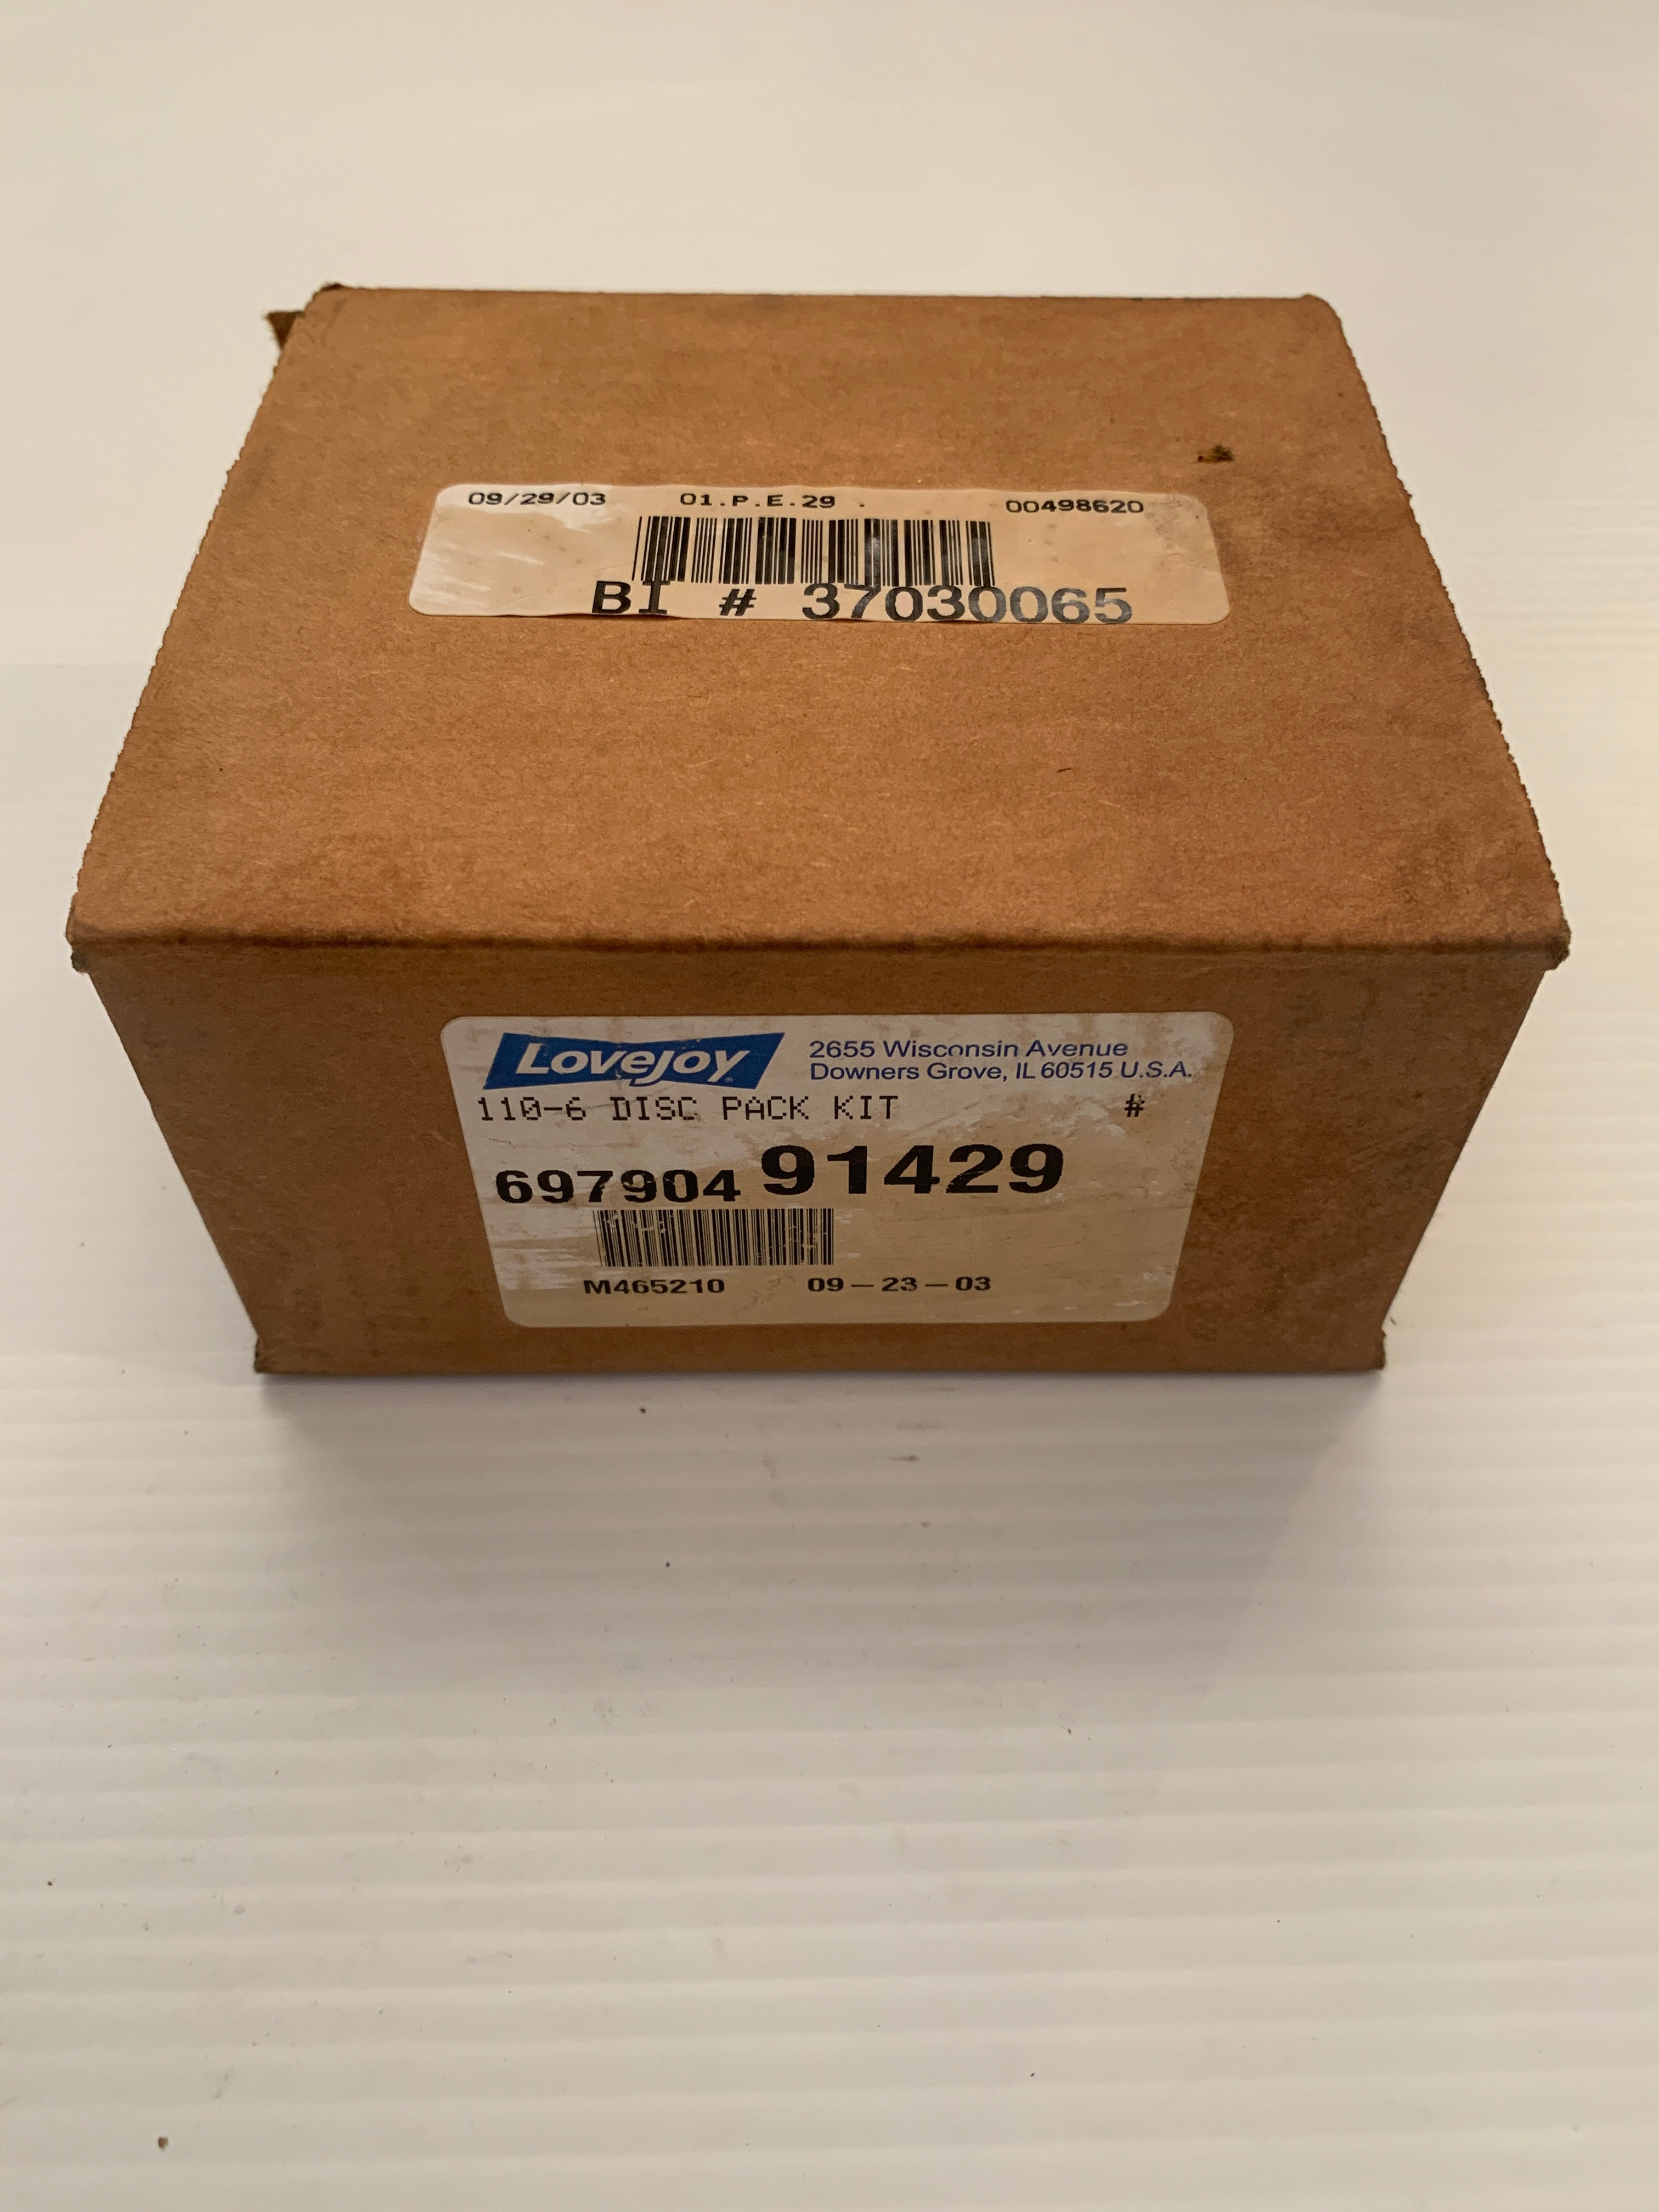 09/29/03 01.P.E.29 . 00498620
BI # 37030065
Lovejoy ®
2655 Wisconsin Avenue
Downers Grove, IL 60515 U.S.A.
110-6 DISC PACK KIT #
697904 91429
M465210 09-23-03